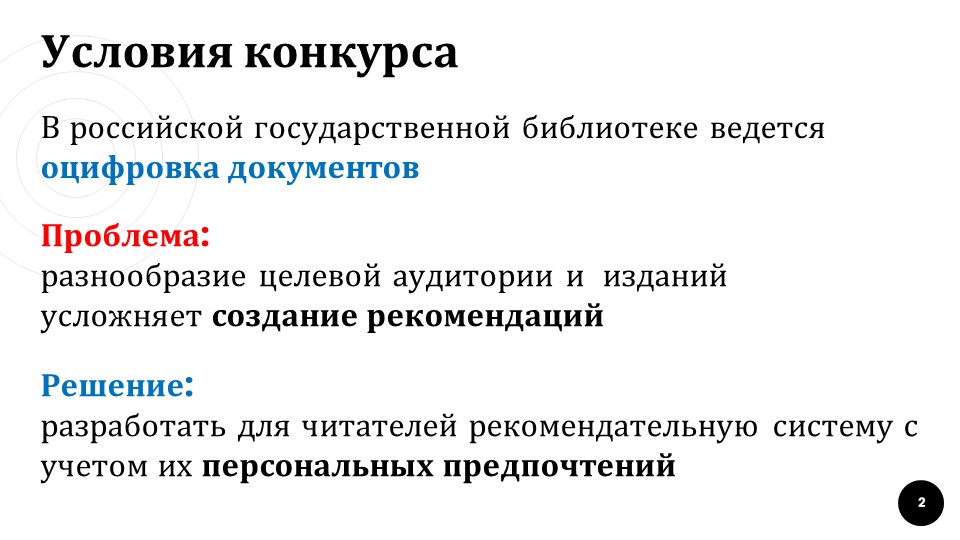 Условия конкурса
В российской государственной библиотеке ведется
оцифровка документов
Проблема:
разнообразие целевой аудитории и изданий
усложняет создание рекомендаций
Решение:
разработать для читателей рекомендательную систему с
учетом их персональных предпочтений
2